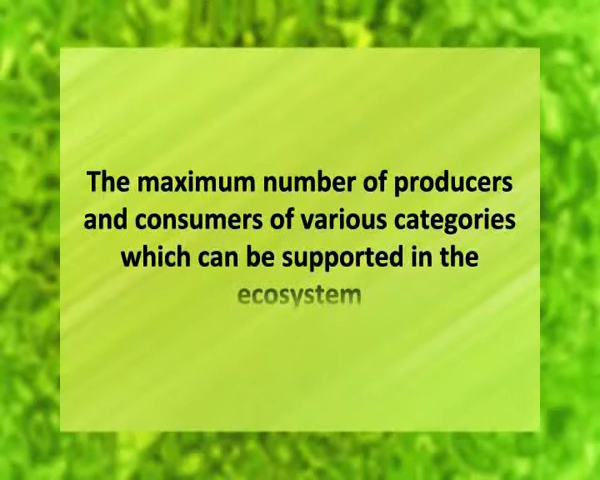 The maximum number of producers
and consumers of various categories
which can be supported in the
ecosystem